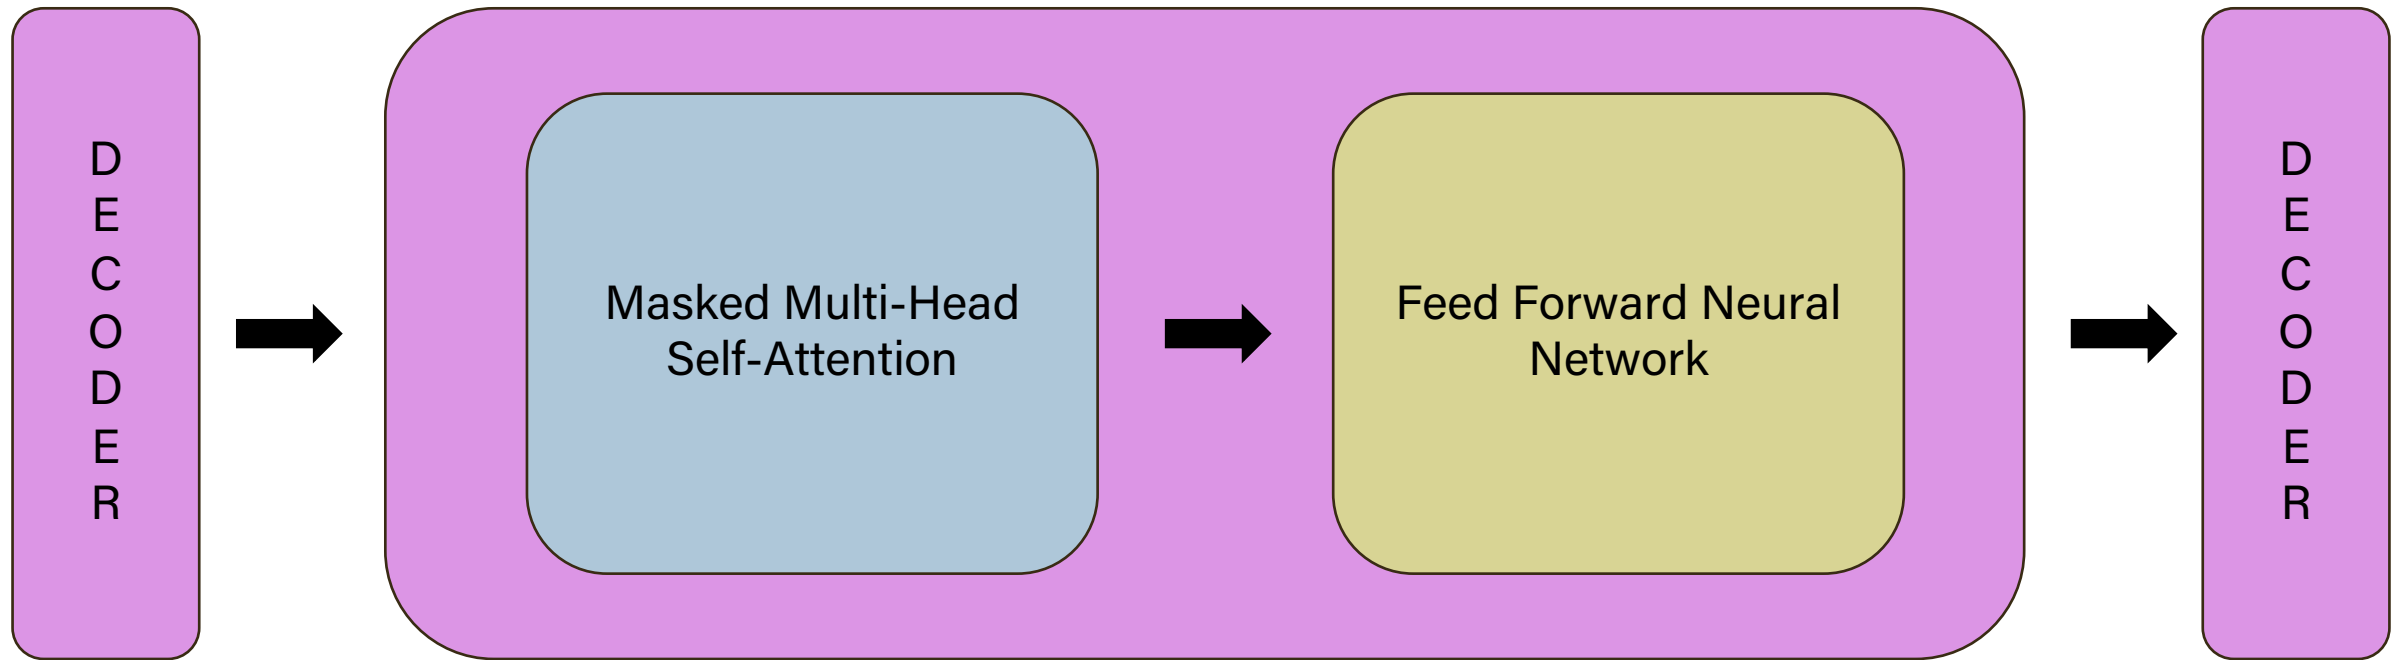 D
E
C
O
D
E
R
Masked Multi-Head
Self-Attention
Feed Forward Neural
Network
D
E
C
O
D
E
R